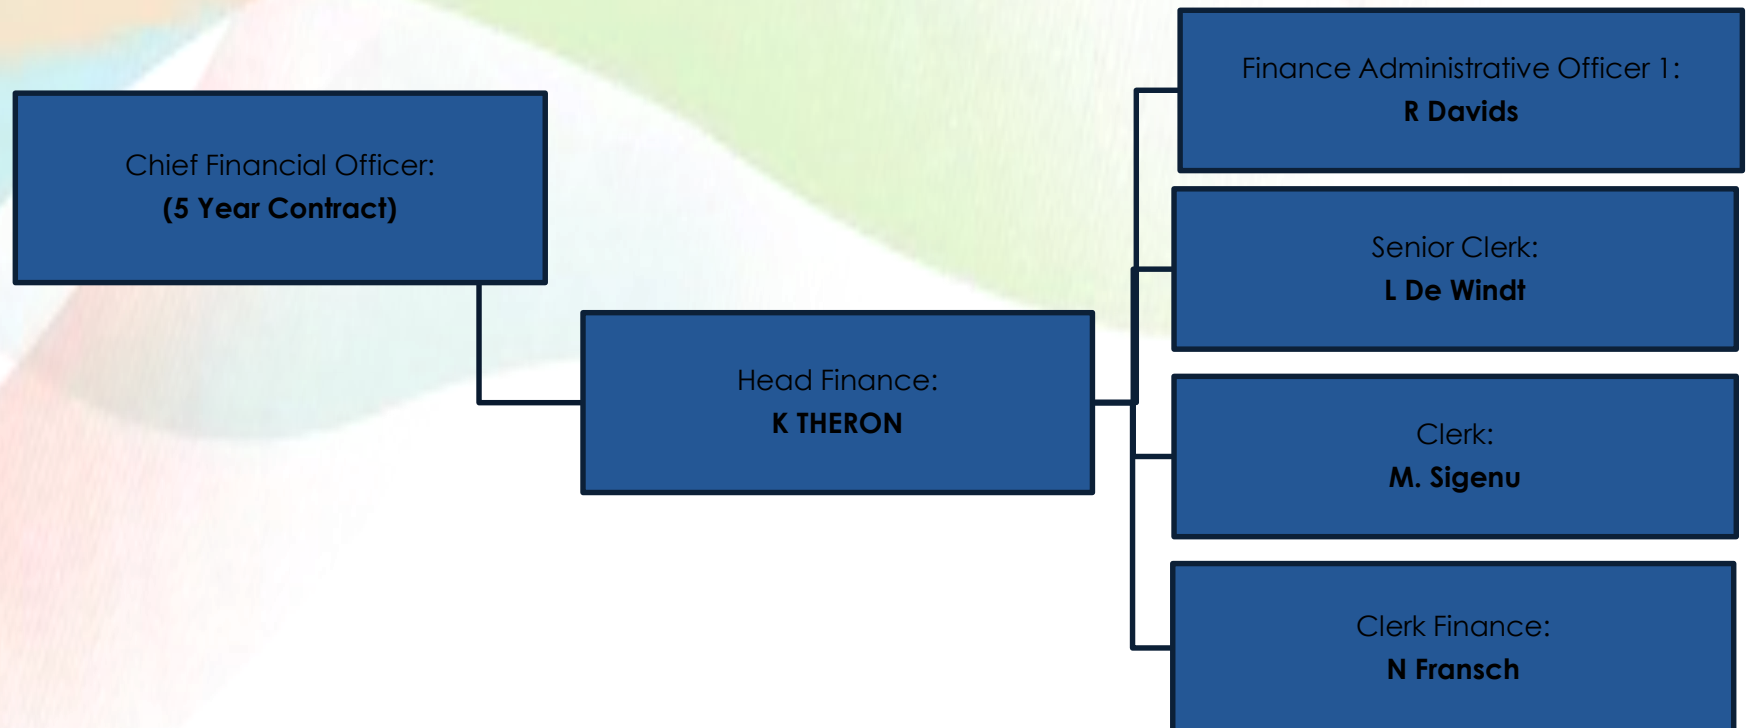 Chief Financial Officer:
(5 Year Contract)
Head Finance:
K THERON
Finance Administrative Officer 1:
R Davids
Senior Clerk:
L De Windt
Clerk:
M. Sigenu
Clerk Finance:
N Fransch